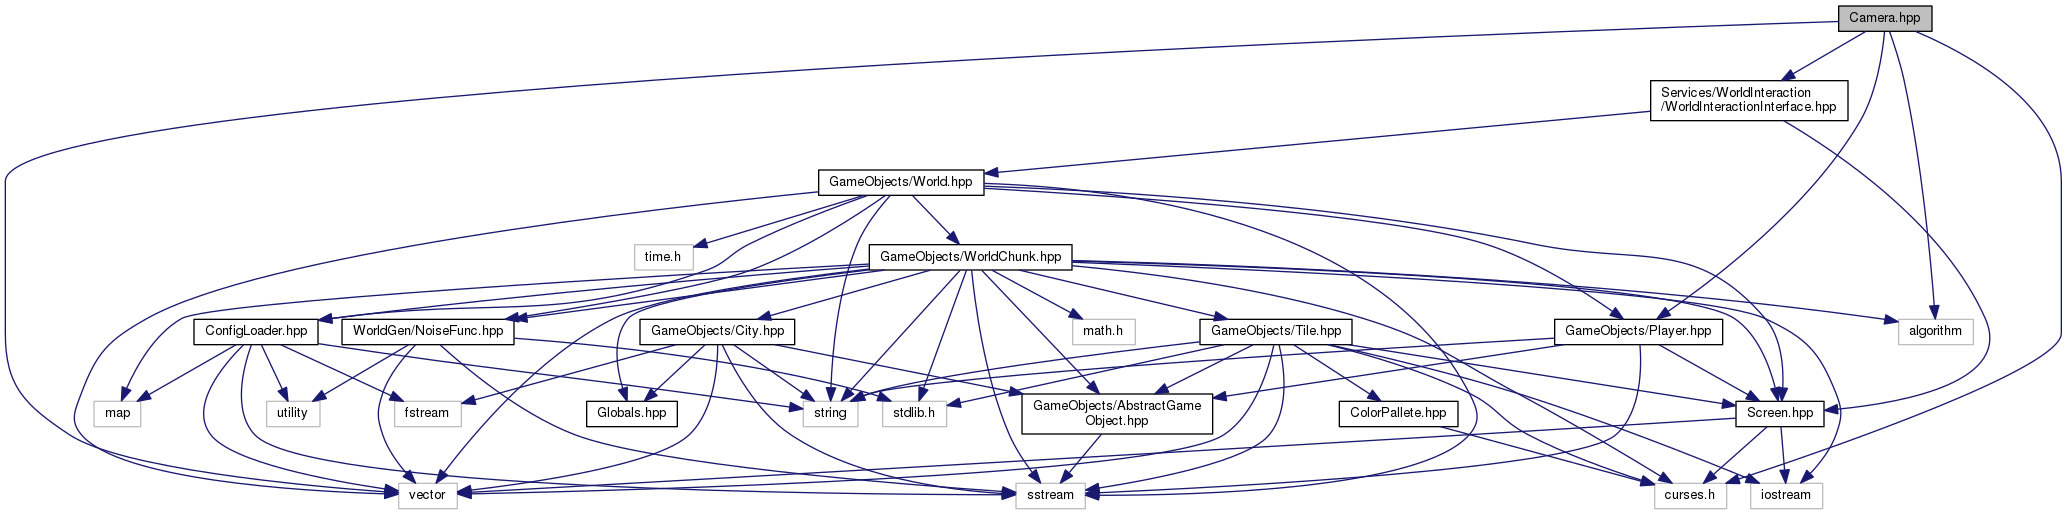 Camera.hpp
Services/WorldInteraction
/WorldInteractionInterface.hpp
GameObjects/World.hpp
time.h
GameObjects/WorldChunk.hpp
ConfigLoader.hpp
WorldGen/NoiseFunc.hpp
GameObjects/City.hpp
math.h
GameObjects/Tile.hpp
GameObjects/Player.hpp
algorithm
map
utility
fstream
Globals.hpp
string
stdlib.h
GameObjects/AbstractGame
Object.hpp
ColorPallete.hpp
Screen.hpp
vector
sstream
curses.h
iostream